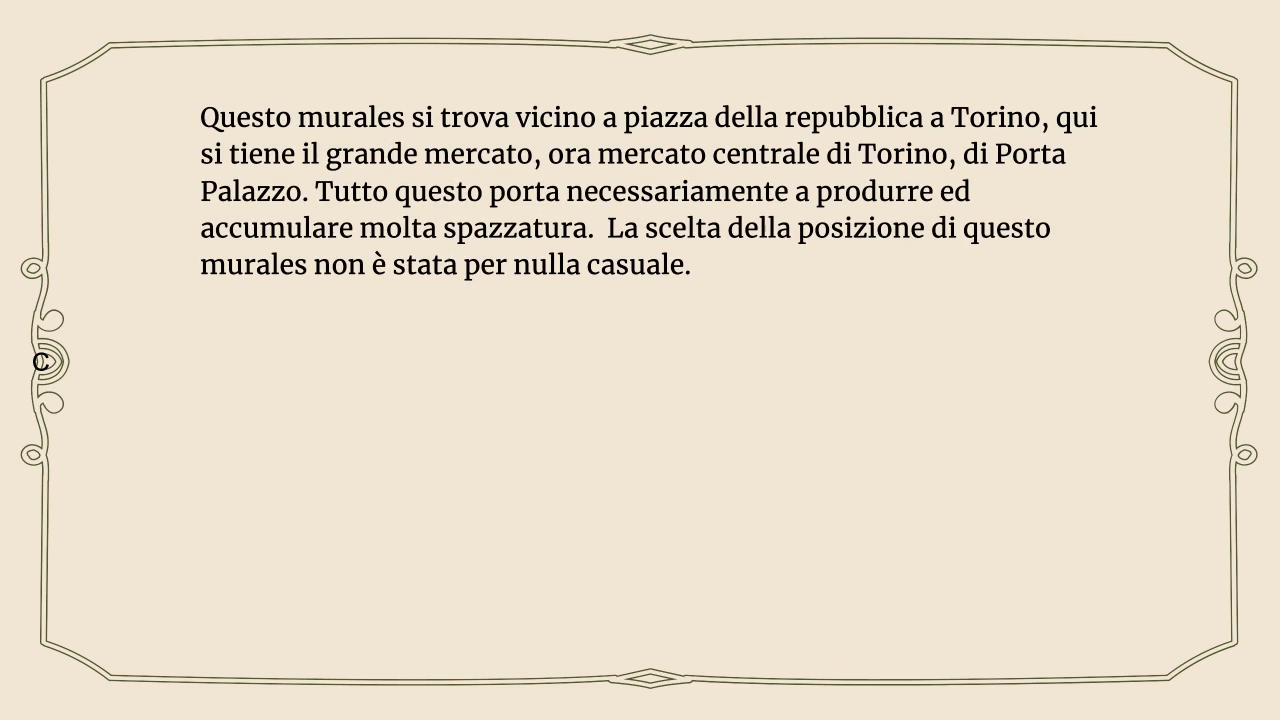 Questo murales si trova vicino a piazza della repubblica a Torino, qui
si tiene il grande mercato, ora mercato centrale di Torino, di Porta
Palazzo. Tutto questo porta necessariamente a produrre ed
accumulare molta spazzatura.  La scelta della posizione di questo
murales non è stata per nulla casuale.
C